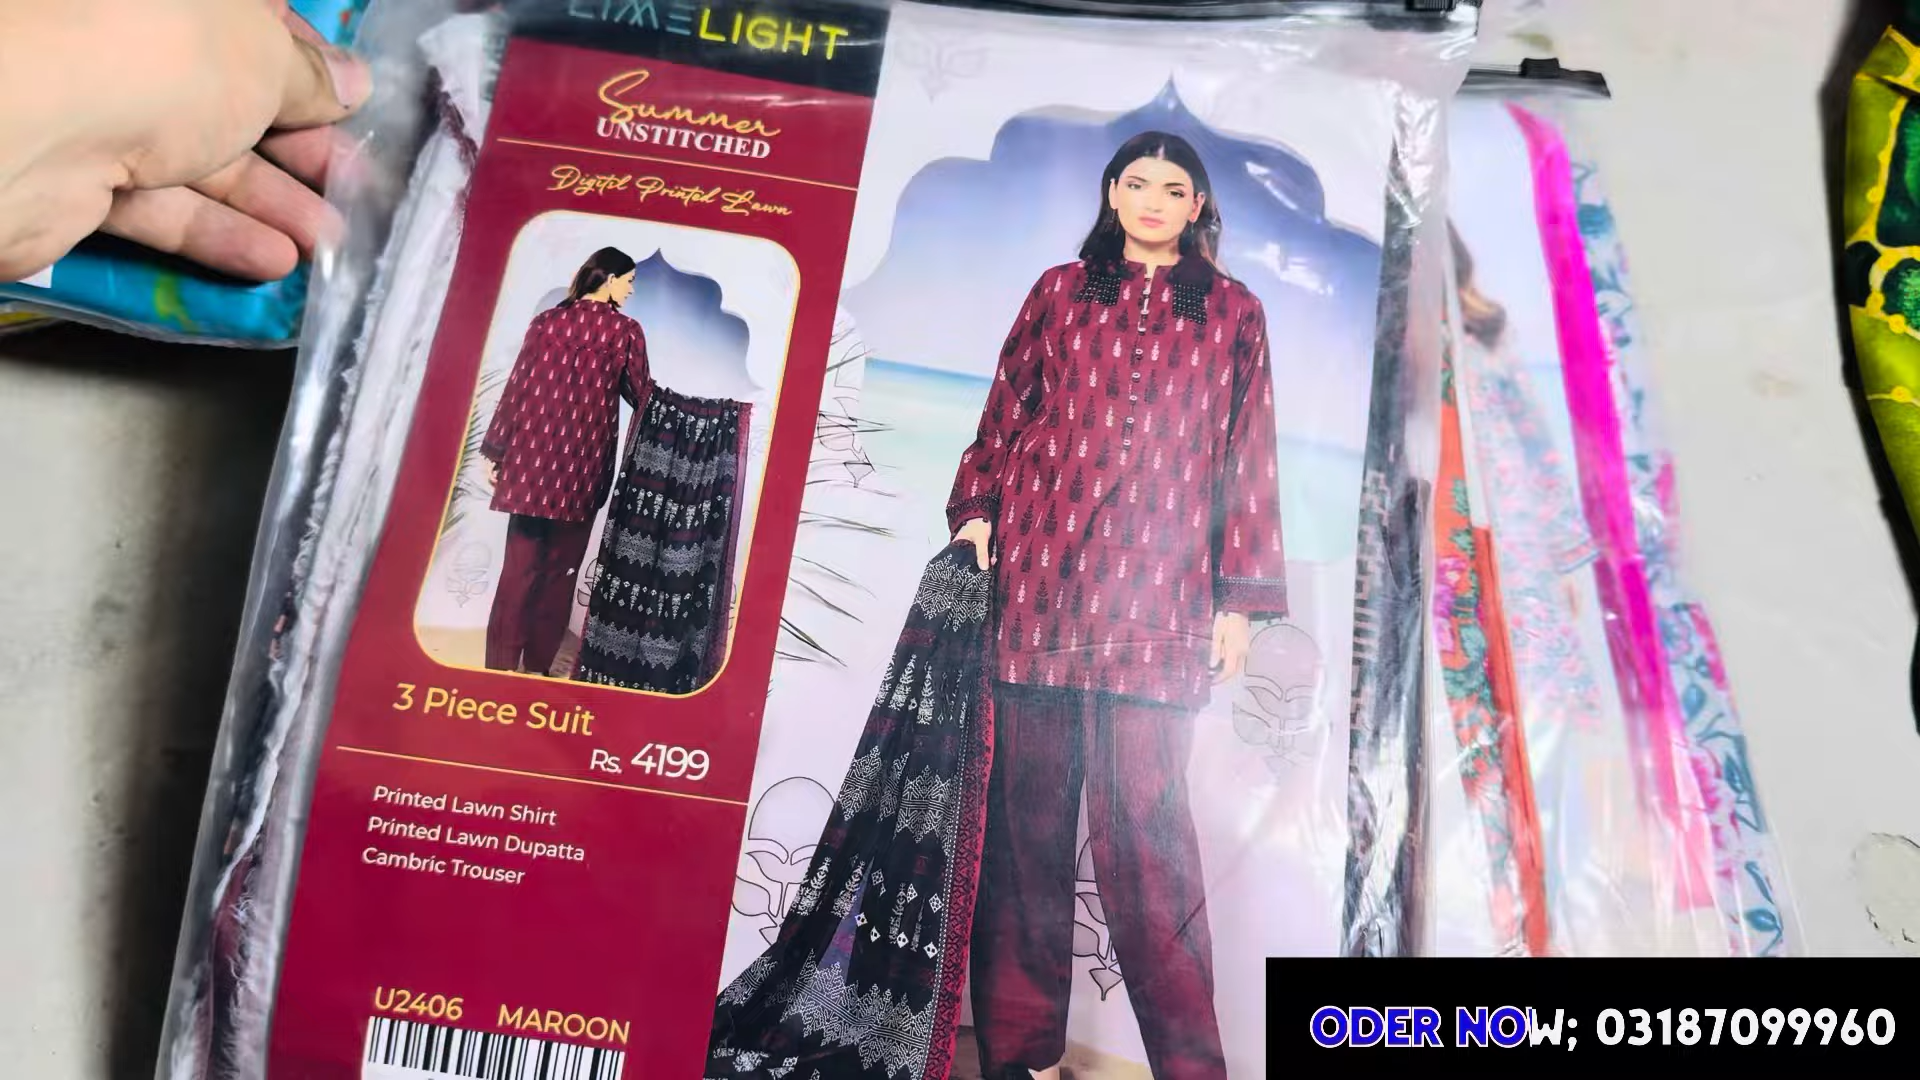 LIMELIGHT
Summer
UNSTITCHED
Digital Printed Lawn
3 Piece Suit
Rs. 4199
Printed Lawn Shirt
Printed Lawn Dupatta
Cambric Trouser
U2406 MAROON
ODER NOW; 03187099960